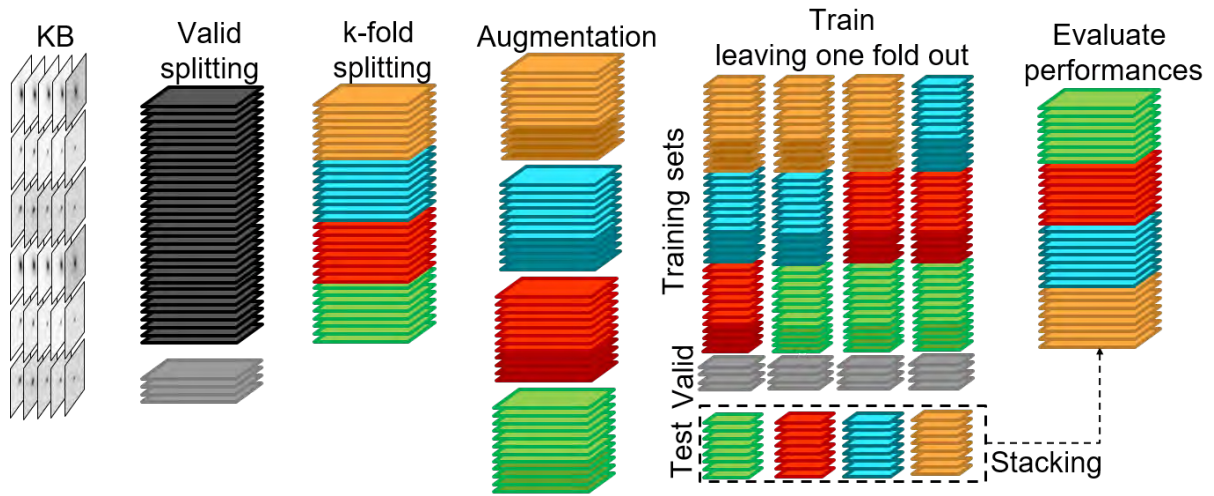 KB
Valid
splitting
k-fold
splitting
Augmentation
Train
leaving one fold out
Evaluate
performances
Training sets
Valid
Test
Stacking